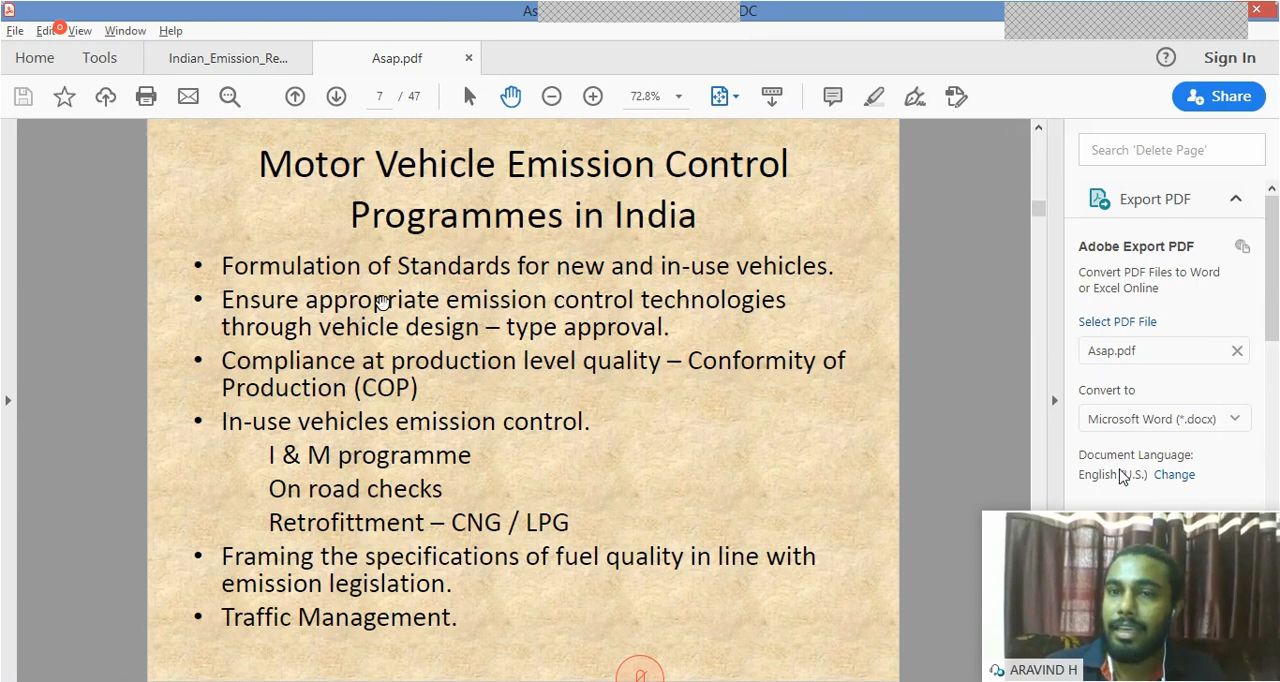 As
DC
File Edit View Window Help
Home Tools Indian_Emission_Re... Asap.pdf
Sign In
7 / 47 72.8%
Share
Motor Vehicle Emission Control
Programmes in India
• Formulation of Standards for new and in-use vehicles.
• Ensure appropriate emission control technologies
through vehicle design – type approval.
• Compliance at production level quality – Conformity of
Production (COP)
• In-use vehicles emission control.
I & M programme
On road checks
Retrofittment – CNG / LPG
• Framing the specifications of fuel quality in line with
emission legislation.
• Traffic Management.
Search 'Delete Page'
Export PDF
Adobe Export PDF
Convert PDF Files to Word
or Excel Online
Select PDF File
Asap.pdf
Convert to
Microsoft Word (*.docx)
Document Language:
English (U.S.) Change
ARAVIND H